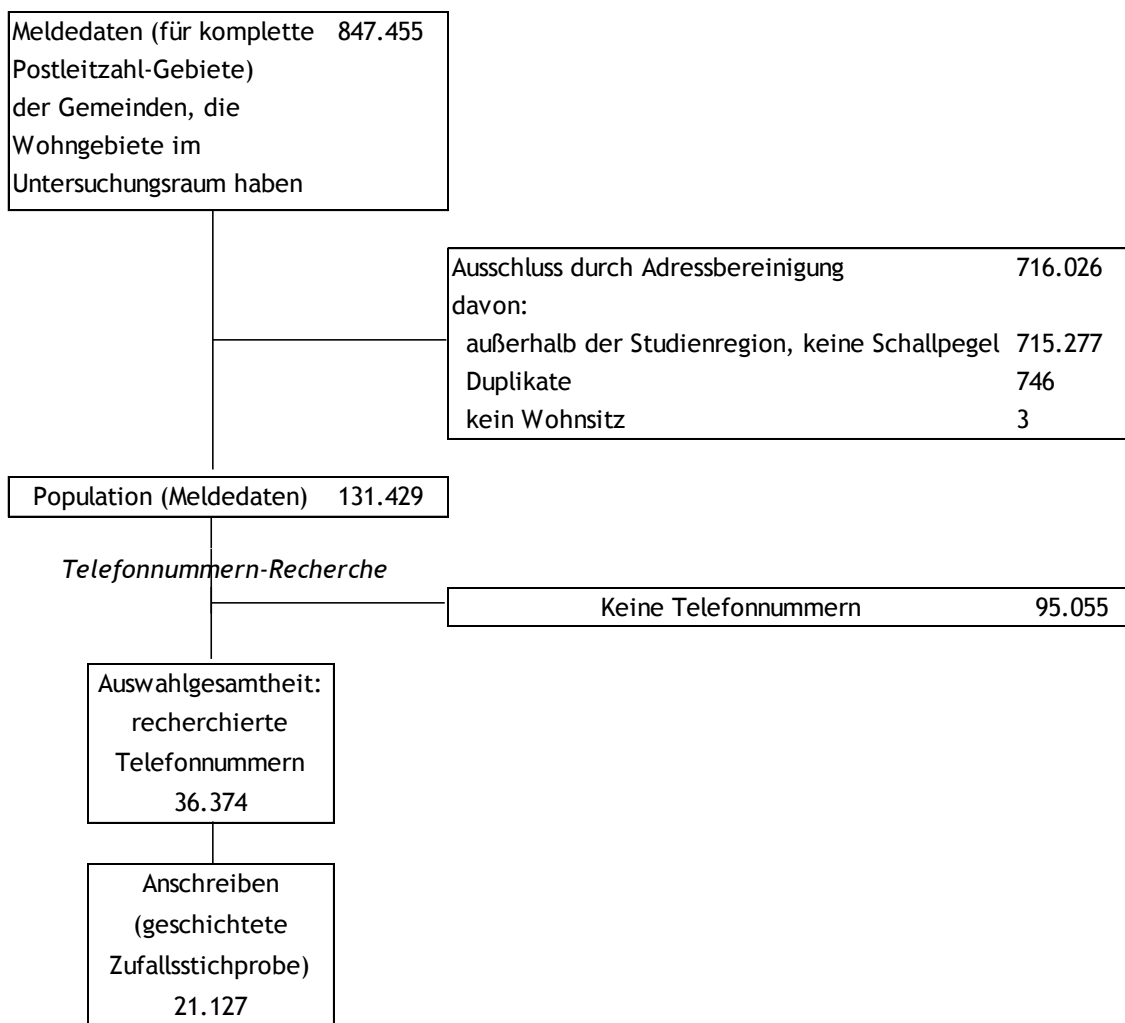 Meldedaten (für komplette 847.455
Postleitzahl-Gebiete)
der Gemeinden, die
Wohngebiete im
Untersuchungsraum haben
Ausschluss durch Adressbereinigung 716.026
davon:
außerhalb der Studienregion, keine Schallpegel 715.277
Duplikate 746
kein Wohnsitz 3
Population (Meldedaten) 131.429
Telefonnummern-Recherche
Keine Telefonnummern 95.055
Auswahlgesamtheit:
recherchierte
Telefonnummern
36.374
Anschreiben
(geschichtete
Zufallsstichprobe)
21.127